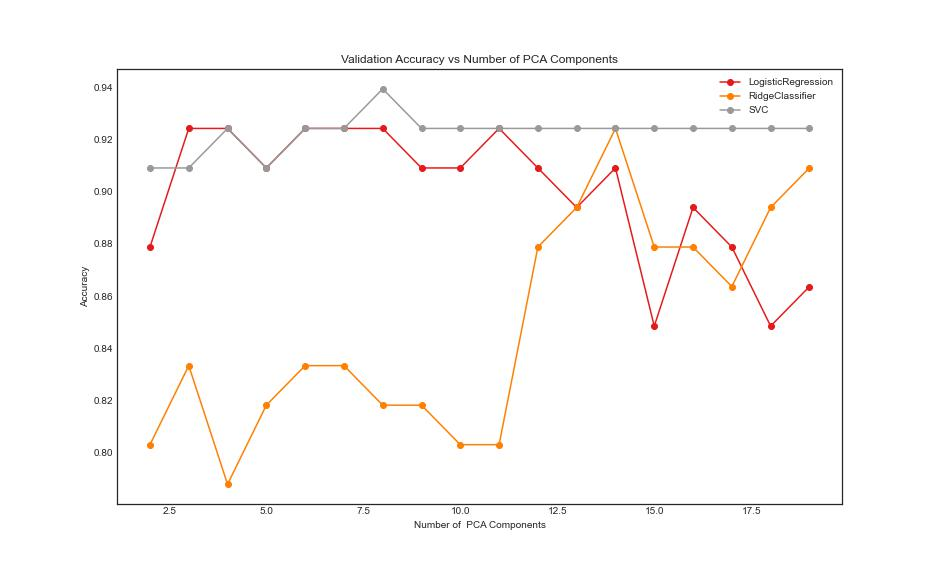 Validation Accuracy vs Number of PCA Components
LogisticRegression
RidgeClassifier
SVC
0.94
0.92
0.90
0.88
0.86
0.84
0.82
0.80
Accuracy
2.5 5.0 7.5 10.0 12.5 15.0 17.5
Number of  PCA Components